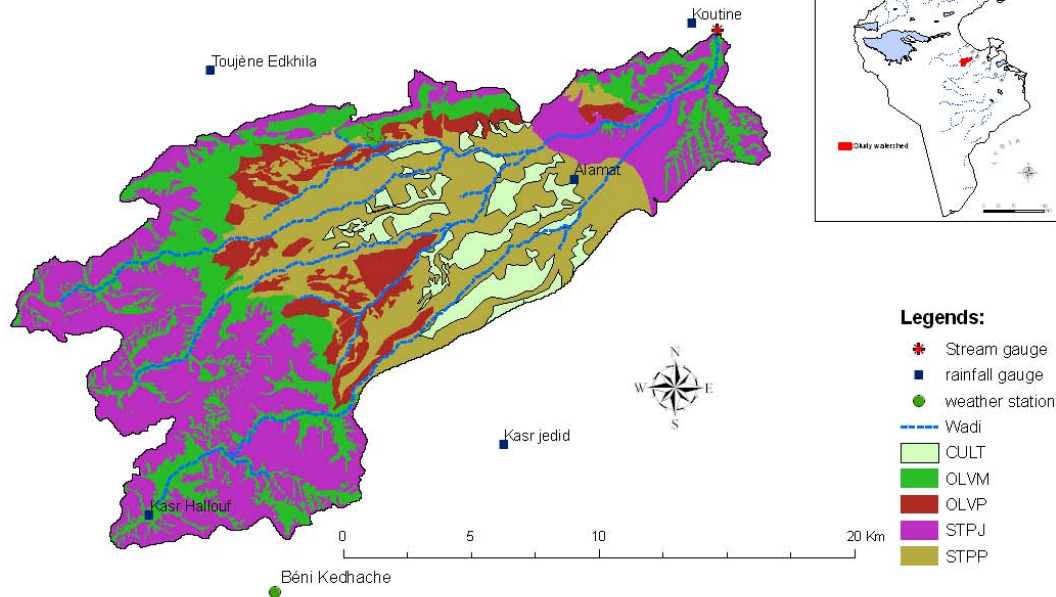 Koutine
Toujène Edkhila
Study watershed
Alamat
Legends:
Stream gauge
rainfall gauge
weather station
Wadi
CULT
OLVM
OLVP
STPJ
STPP
N
W E
S
Kasr jedid
Kasr Hallouf
0 5 10 20 Km
Béni Kedhache